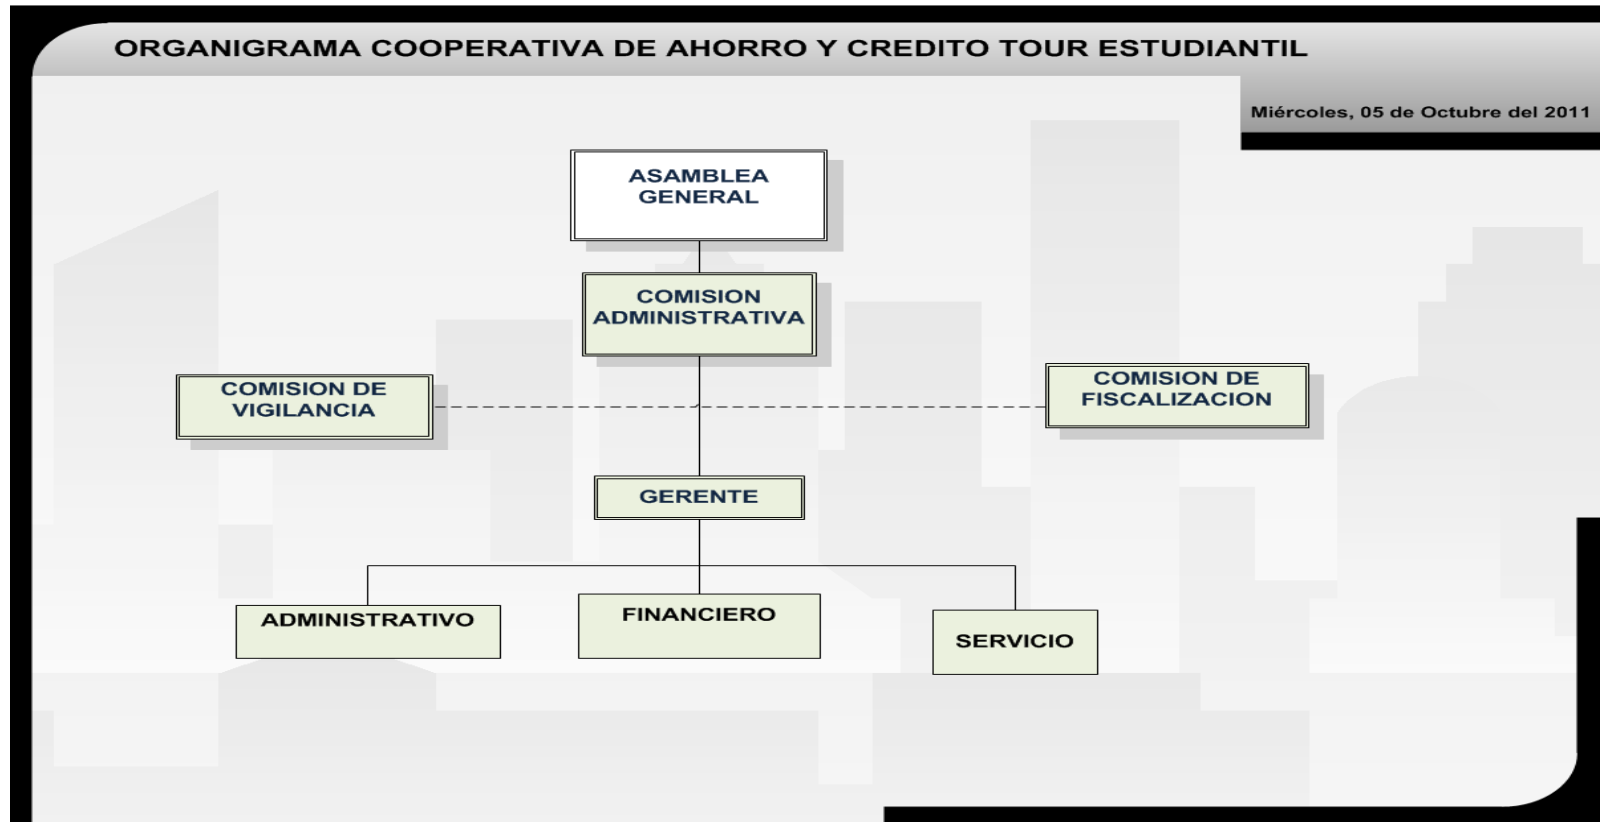 ORGANIGRAMA COOPERATIVA DE AHORRO Y CREDITO TOUR ESTUDIANTIL
Miércoles, 05 de Octubre del 2011
ASAMBLEA
GENERAL
COMISION
ADMINISTRATIVA
COMISION DE
VIGILANCIA
COMISION DE
FISCALIZACION
GERENTE
ADMINISTRATIVO
FINANCIERO
SERVICIO